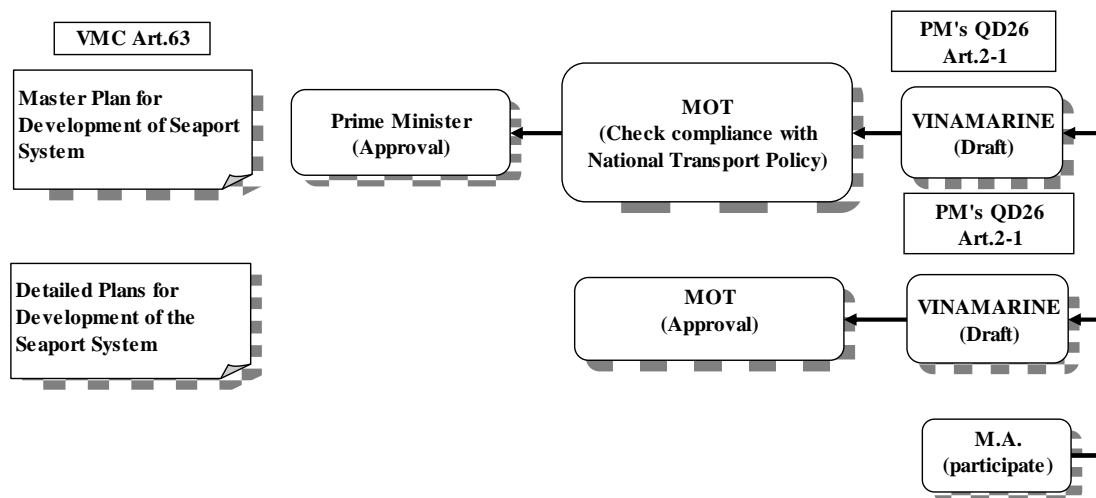 VMC Art.63
PM's QD26
Art.2-1
Master Plan for
Development of Seaport
System
Prime Minister
(Approval)
MOT
(Check compliance with
National Transport Policy)
VINAMARINE
(Draft)
PM's QD26
Art.2-1
Detailed Plans for
Development of the
Seaport System
MOT
(Approval)
VINAMARINE
(Draft)
M.A.
(participate)